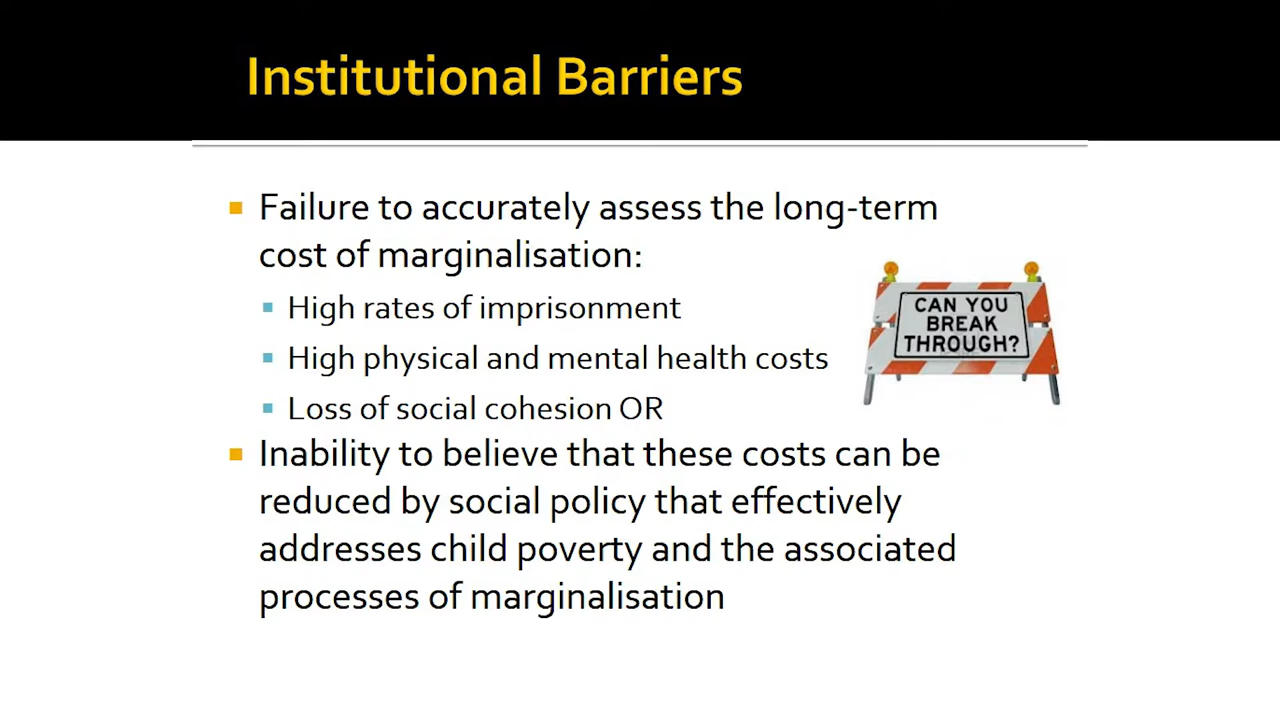 Institutional Barriers
Failure to accurately assess the long-term
cost of marginalisation:
High rates of imprisonment
High physical and mental health costs
Loss of social cohesion OR
Inability to believe that these costs can be
reduced by social policy that effectively
addresses child poverty and the associated
processes of marginalisation
CAN YOU
BREAK
THROUGH?